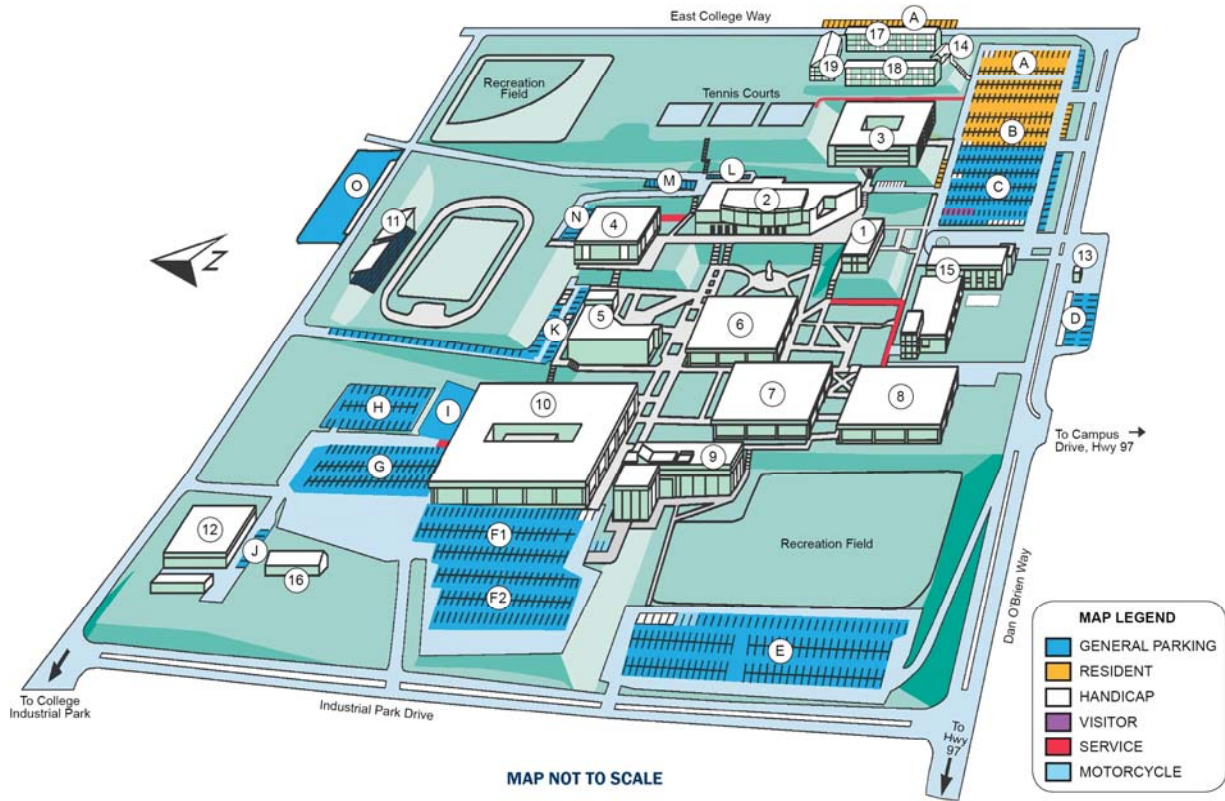 East College Way
A
17
14
19
18
A
Recreation
Field
Tennis Courts
B
3
O
M
L
C
11
N
4
2
1
Z
15
13
5
K
6
D
H
I
10
7
8
To Campus
Drive, Hwy 97
G
9
12
F1
J
16
Recreation Field
F2
E
Dan O'Brien Way
To College
Industrial Park
Industrial Park Drive
To
Hwy
97
MAP NOT TO SCALE
MAP LEGEND
GENERAL PARKING
RESIDENT
HANDICAP
VISITOR
SERVICE
MOTORCYCLE